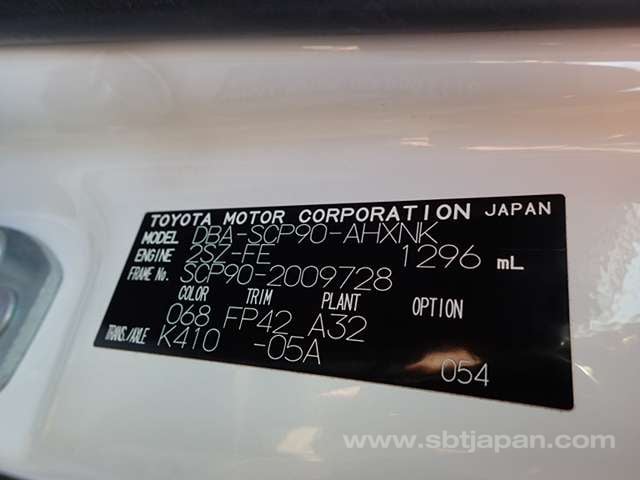 TOYOTA MOTOR CORPORATION JAPAN
MODEL DBA-SCP90-AHXNK
ENGINE 2SZ-FE 1296 mL
FRAME No. SCP90-2009728
COLOR TRIM PLANT OPTION
068 FP42 A32
TRANS./AXLE K410 -05A
054
www.sbtjapan.com